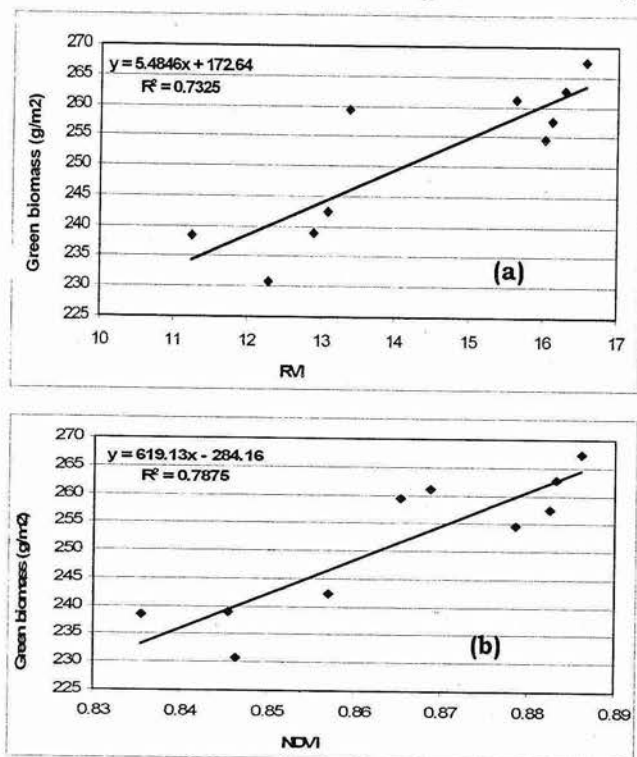 270
265
260
255
250
245
240
235
230
225
Green biomass (g/m2)
y = 5.4846x + 172.64
R² = 0.7325
(a)
10 11 12 13 14 15 16 17
RVI
270
265
260
255
250
245
240
235
230
225
Green biomass (g/m2)
y = 619.13x - 284.16
R² = 0.7875
(b)
0.83 0.84 0.85 0.86 0.87 0.88 0.89
NDVI